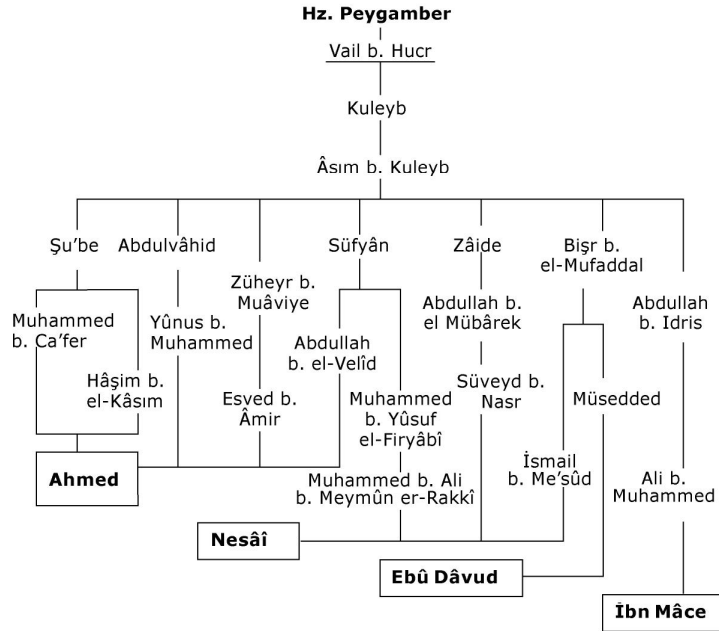 Hz. Peygamber
Vail b. Hucr
Kuleyb
Âsım b. Kuleyb
Şu’be
Abdulvâhid
Züheyr b.
Muâviye
Süfyân
Zâide
Bişr b.
el-Mufaddal
Abdullah
b. Idris
Muhammed
b. Ca’fer
Hâşim b.
el-Kâsım
Yûnus b.
Muhammed
Esved b.
Âmir
Abdullah
b. el-Velîd
Muhammed
b. Yûsuf
el-Firyâbî
Abdullah b.
el Mübârek
Süveyd b.
Nasr
Müsedded
İsmail
b. Me’sûd
Muhammed b. Ali
b. Meymûn er-Rakkî
Ali b.
Muhammed
Ahmed
Nesâî
Ebû Dâvud
İbn Mâce